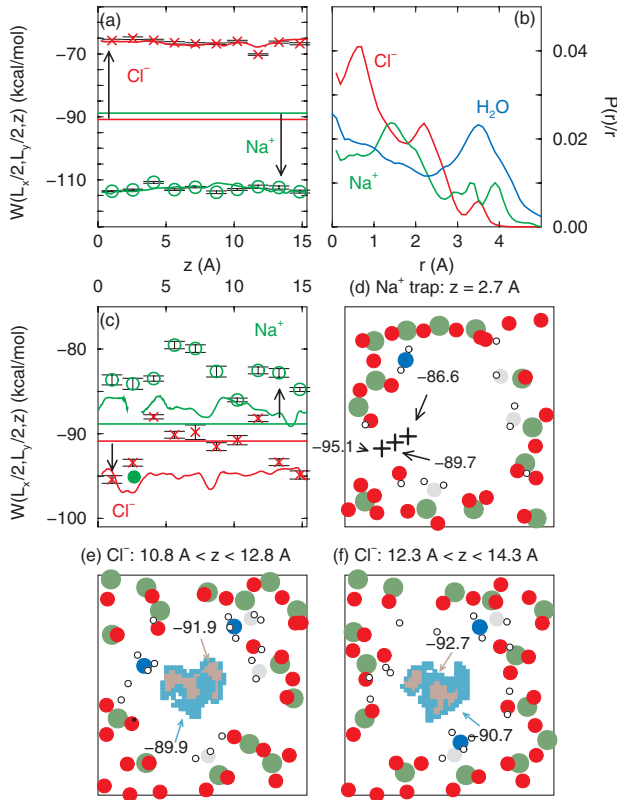 (a)
(b)
W(Lx/2,Ly/2,z) (kcal/mol)
−70
−90
−110
Cl−
Na+
0
5
10
15
z (A)
Cl−
H2O
Na+
0.04
0.02
0.00
P(r)/r
0
1
2
3
4
r (A)
(c)
W(Lx/2,Ly/2,z) (kcal/mol)
−80
−90
−100
Na+
Cl−
0
5
10
15
(d) Na+ trap: z = 2.7 A
−86.6
−95.1
−89.7
(e) Cl−: 10.8 A < z < 12.8 A
−91.9
−89.9
(f) Cl−: 12.3 A < z < 14.3 A
−92.7
−90.7